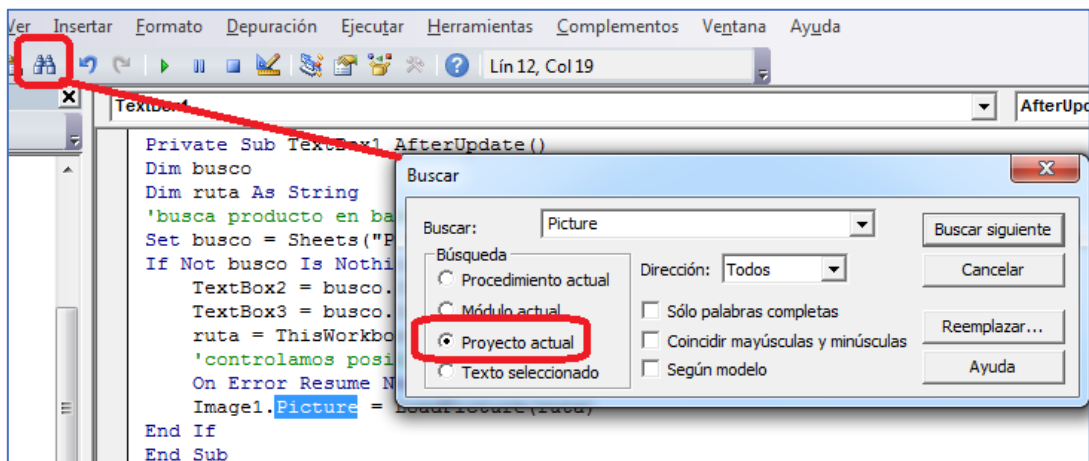 Ver Insertar Formato Depuración Ejecutar Herramientas Complementos Ventana Ayuda
Lín 12, Col 19
TextBox1 AfterUpd
Private Sub TextBox1_AfterUpdate()
Dim busco
Dim ruta As String
'busca producto en ba
Set busco = Sheets("P
If Not busco Is Nothi
TextBox2 = busco.
TextBox3 = busco.
ruta = ThisWorkbo
'controlamos posi
On Error Resume N
Image1.Picture = LoadPicture(ruta)
End If
End Sub
Buscar
Buscar: Picture
Buscar siguiente
Búsqueda
Procedimiento actual
Módulo actual
Proyecto actual
Texto seleccionado
Dirección: Todos
Cancelar
Sólo palabras completas
Coincidir mayúsculas y minúsculas
Según modelo
Reemplazar...
Ayuda